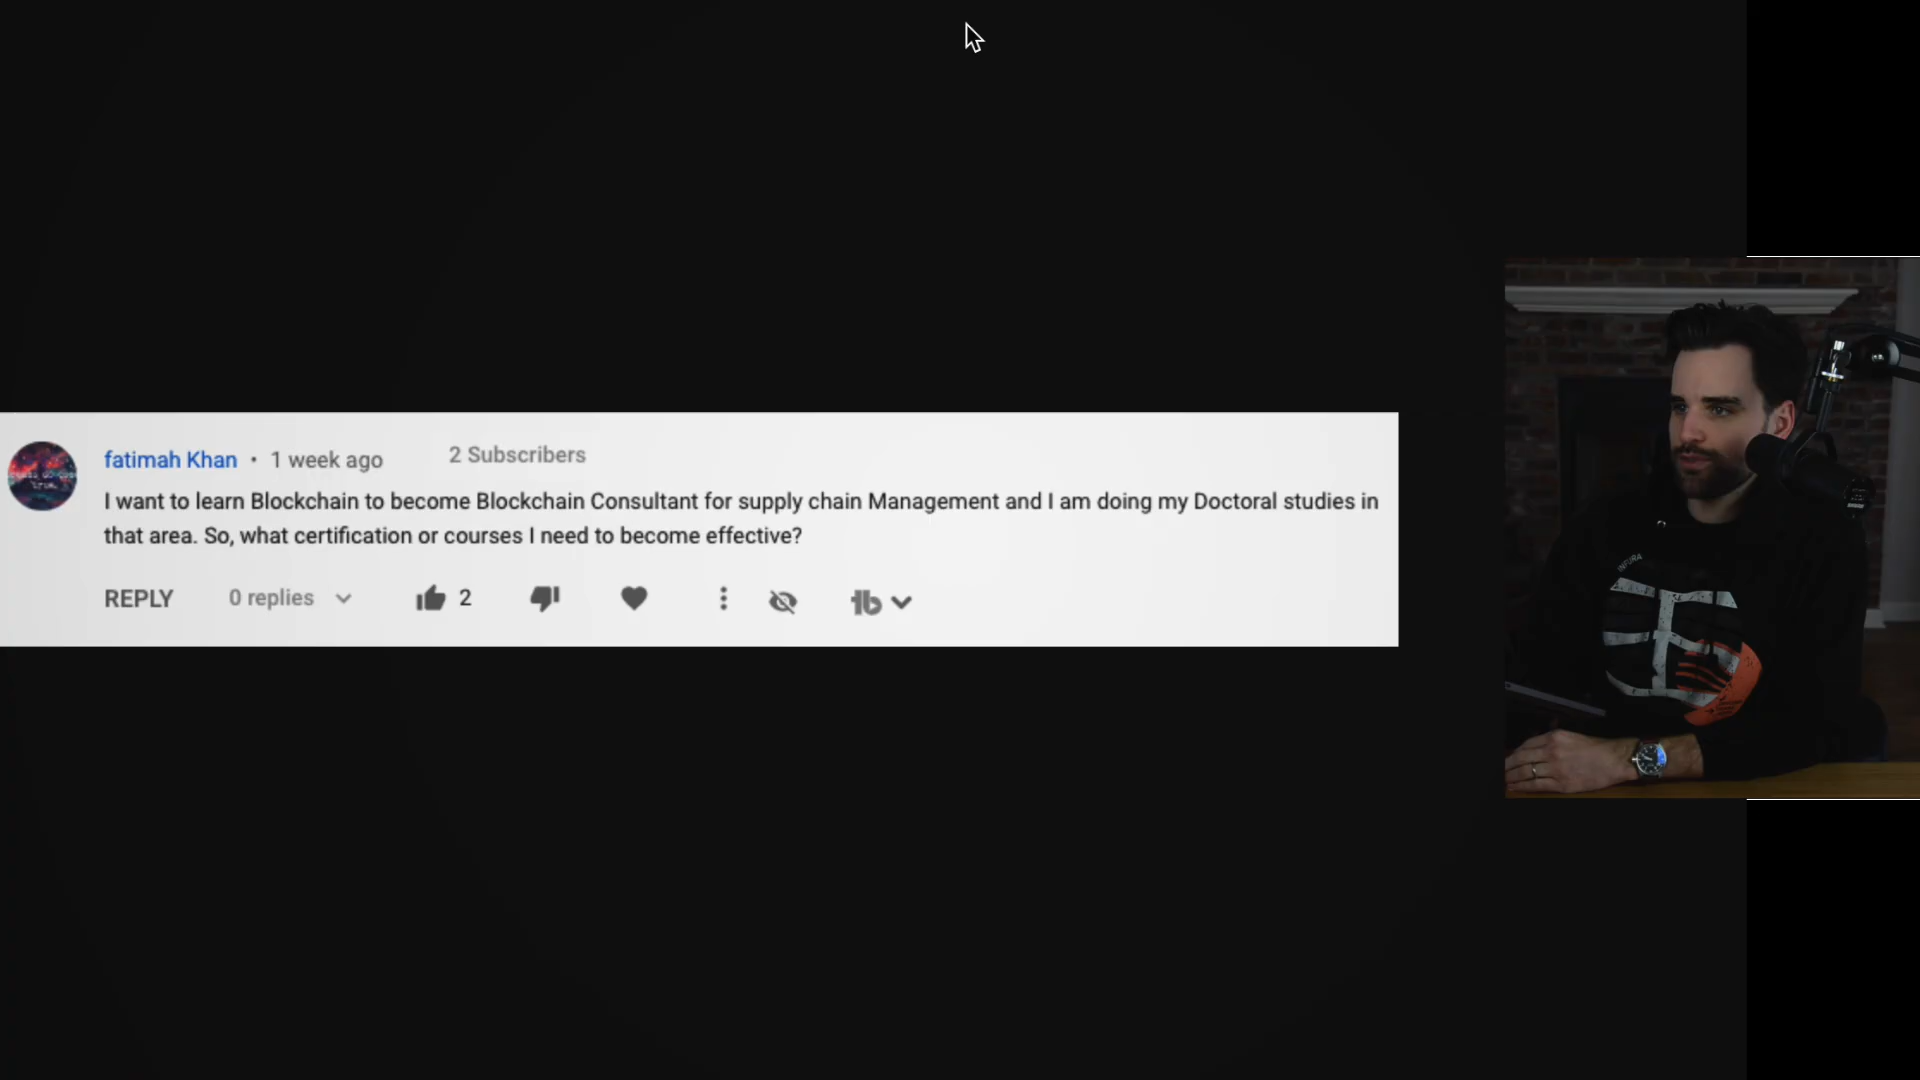 fatimah Khan • 1 week ago 2 Subscribers
I want to learn Blockchain to become Blockchain Consultant for supply chain Management and I am doing my Doctoral studies in
that area. So, what certification or courses I need to become effective?
REPLY 0 replies 2
INFURA